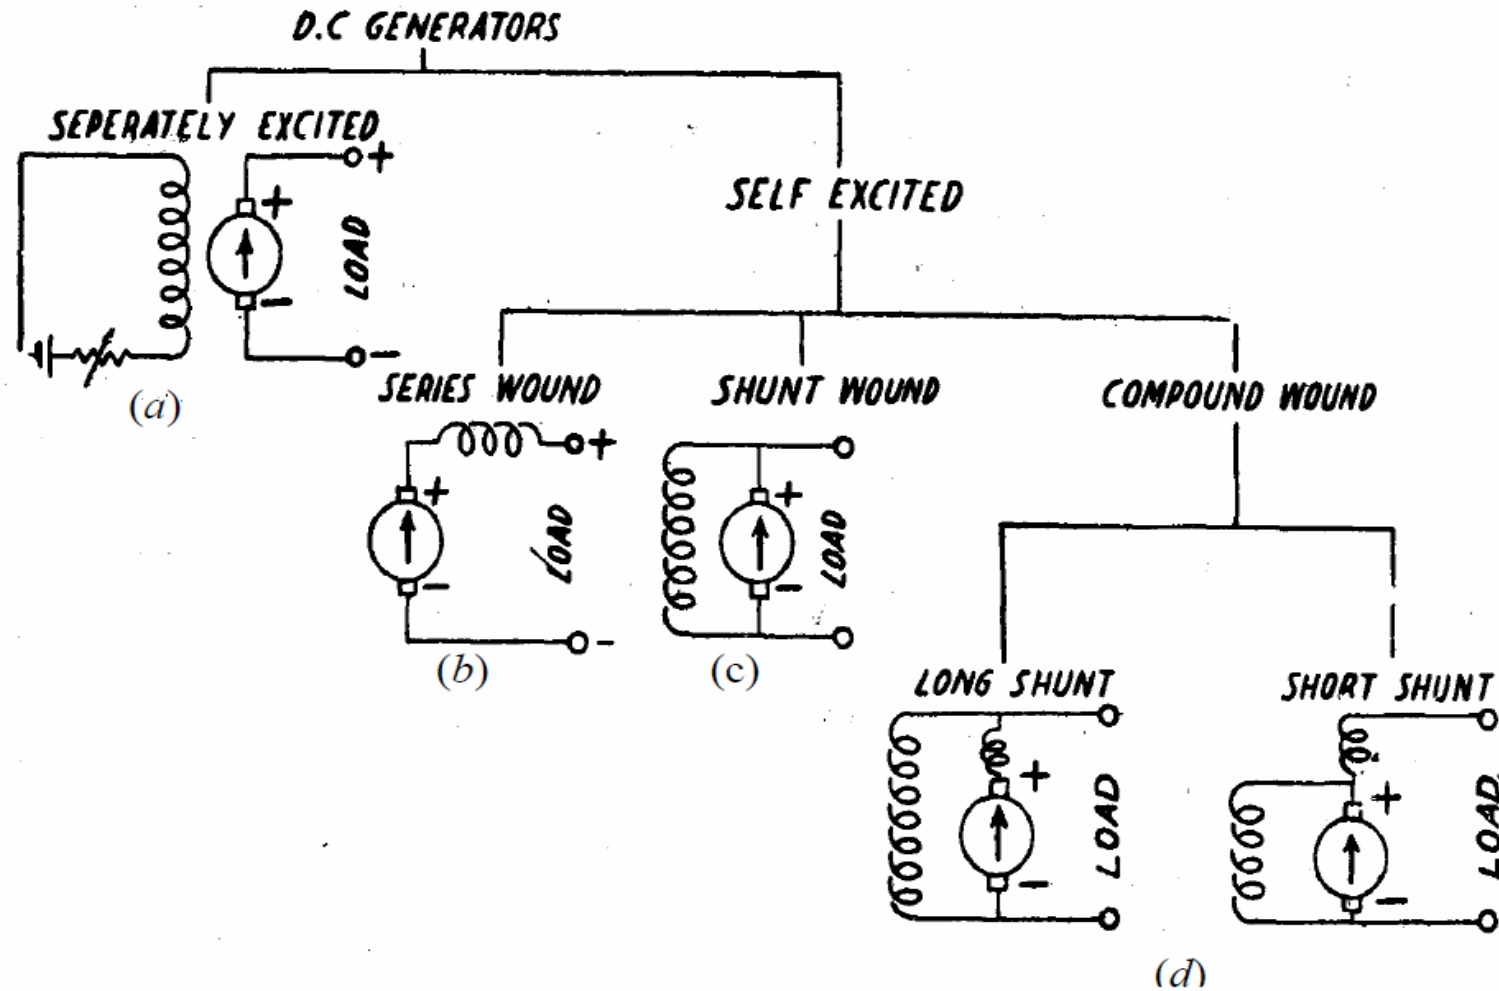 D.C GENERATORS
SEPERATELY EXCITED
+
+
LOAD
-
-
(a)
SELF EXCITED
SERIES WOUND
+
+
LOAD
-
-
(b)
SHUNT WOUND
+
LOAD
-
(c)
COMPOUND WOUND
LONG SHUNT
+
LOAD
-
SHORT SHUNT
+
LOAD
-
(d)